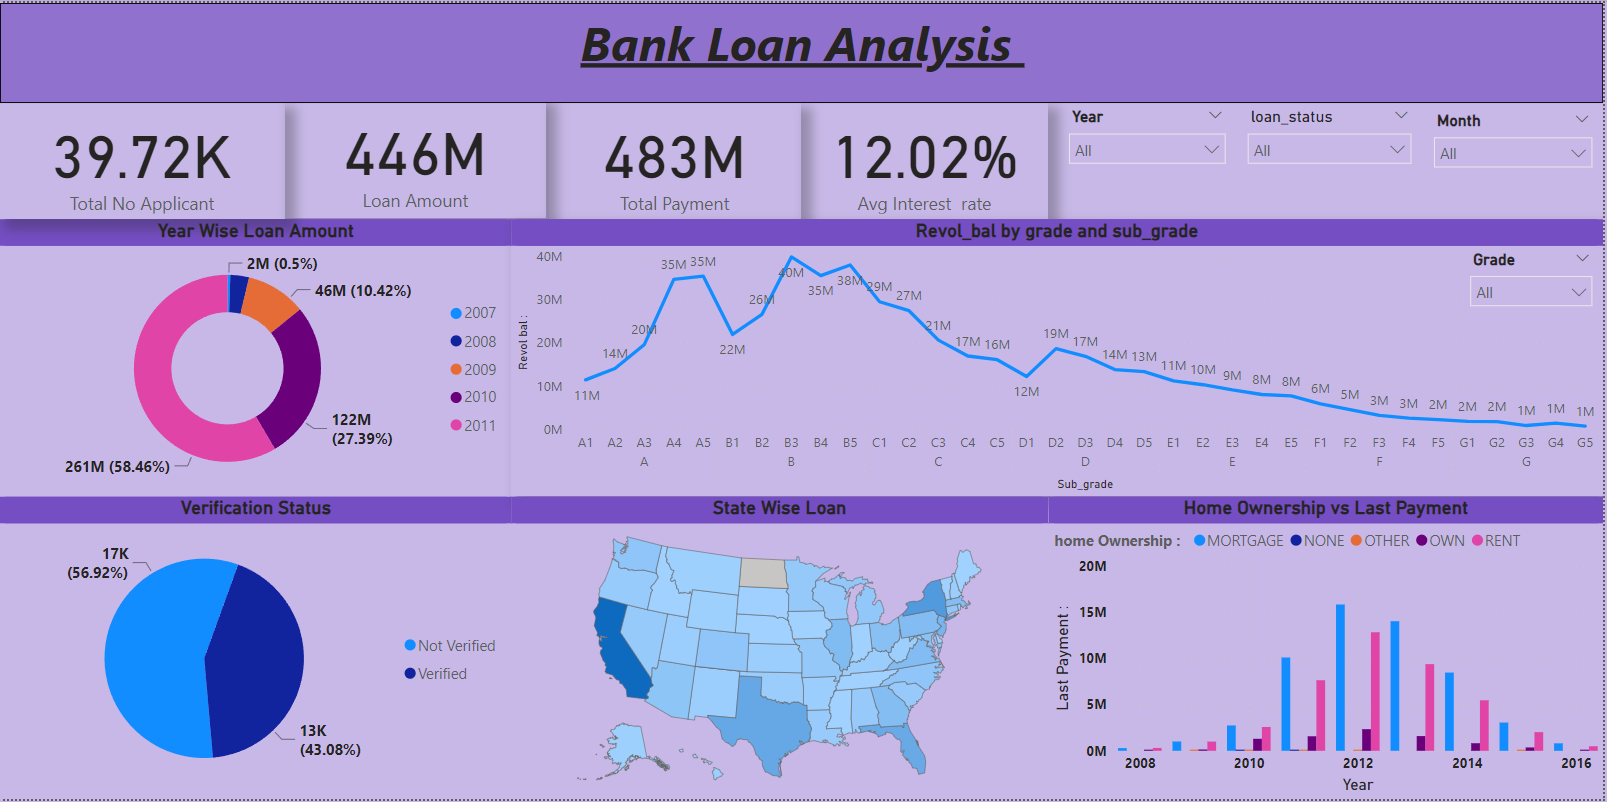 Bank Loan Analysis
39.72K
Total No Applicant
446M
Loan Amount
483M
Total Payment
12.02%
Avg Interest rate
Year
All
loan_status
All
Month
All
Year Wise Loan Amount
2M (0.5%)
46M (10.42%)
122M
(27.39%)
261M (58.46%)
2007
2008
2009
2010
2011
Revol_bal by grade and sub_grade
Grade
All
Revol bal :
40M
30M
20M
10M
0M
11M
14M
20M
35M
35M
22M
26M
40M
35M
38M
29M
27M
21M
17M
16M
12M
19M
17M
14M
13M
11M
10M
9M
8M
8M
6M
5M
3M
3M
2M
2M
2M
1M
1M
1M
A1 A2 A3 A4 A5 B1 B2 B3 B4 B5 C1 C2 C3 C4 C5 D1 D2 D3 D4 D5 E1 E2 E3 E4 E5 F1 F2 F3 F4 F5 G1 G2 G3 G4 G5
A B C D E F G
Sub_grade
Verification Status
17K
(56.92%)
13K
(43.08%)
Not Verified
Verified
State Wise Loan
Home Ownership vs Last Payment
home Ownership : MORTGAGE NONE OTHER OWN RENT
Last Payment :
20M
15M
10M
5M
0M
2008 2010 2012 2014 2016
Year